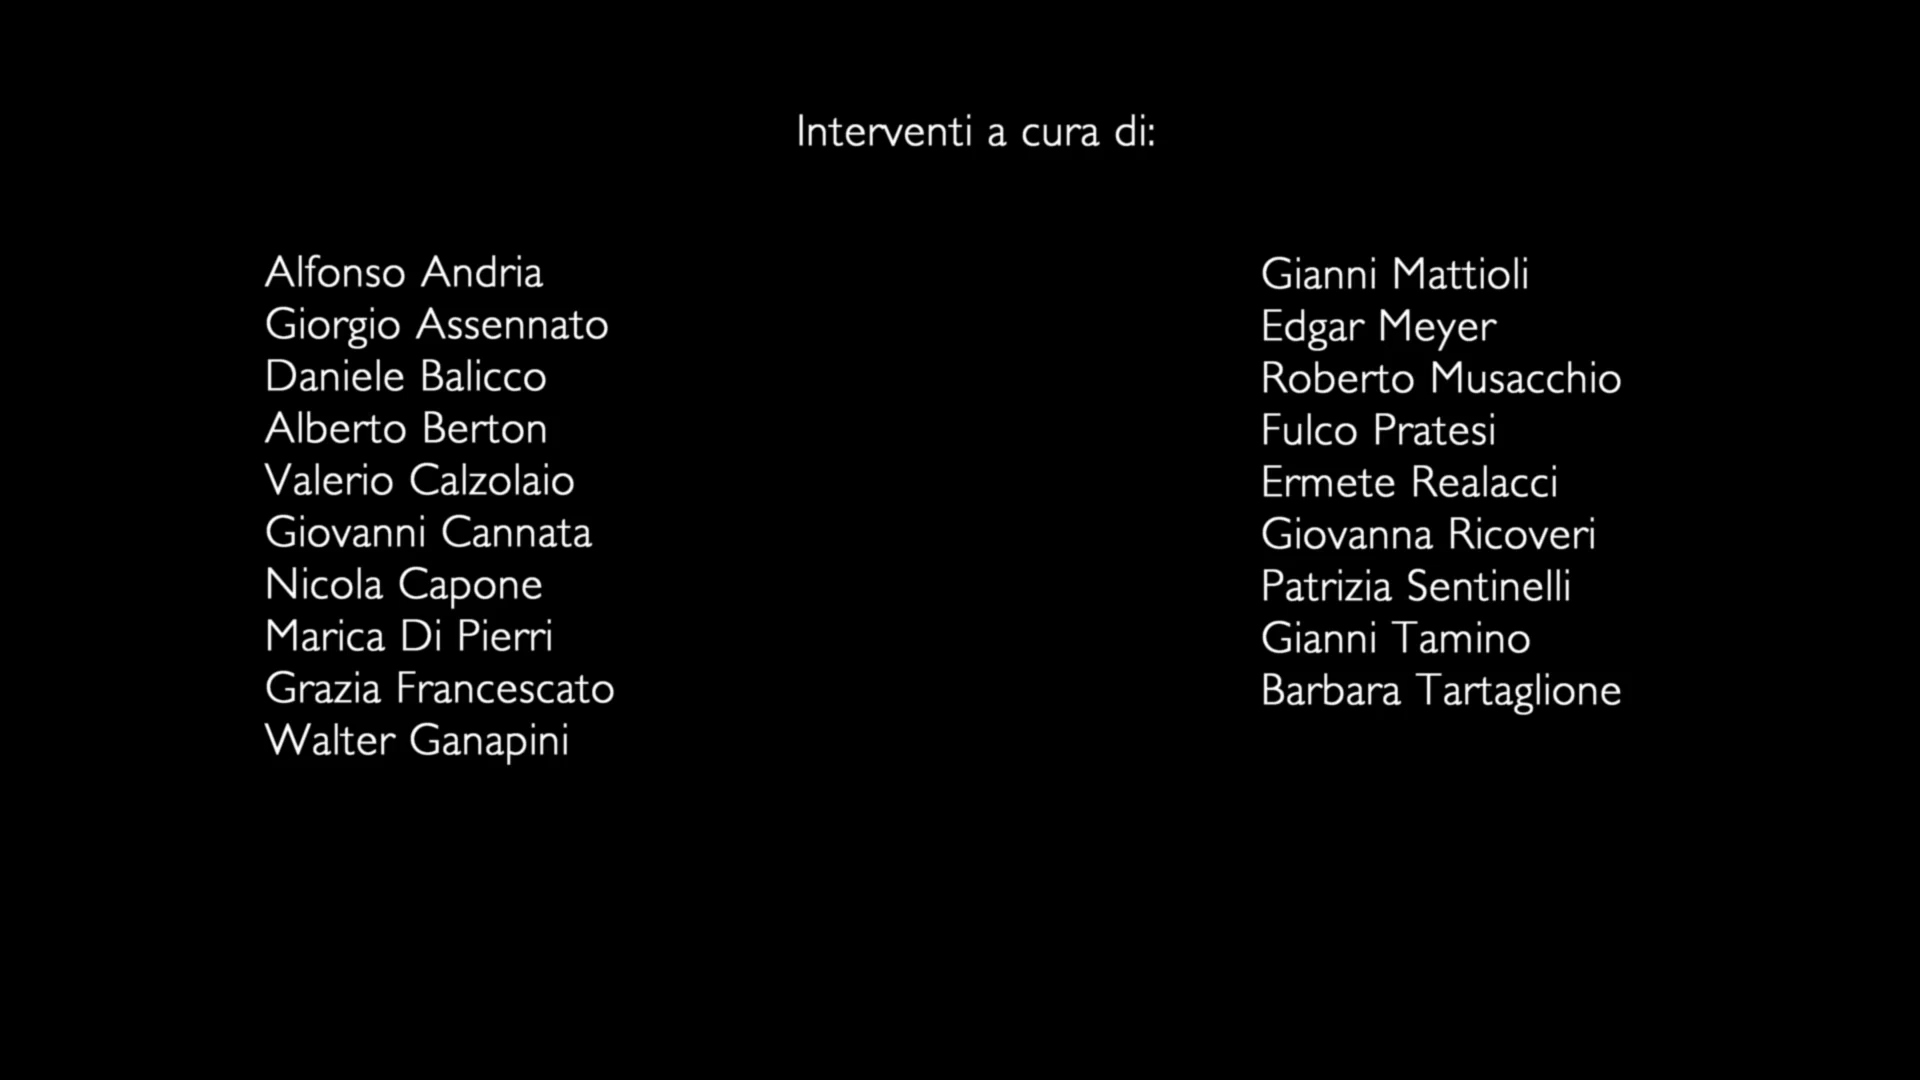 Interventi a cura di:
Alfonso Andria
Giorgio Assennato
Daniele Balicco
Alberto Berton
Valerio Calzolaio
Giovanni Cannata
Nicola Capone
Marica Di Pierri
Grazia Francescato
Walter Ganapini
Gianni Mattioli
Edgar Meyer
Roberto Musacchio
Fulco Pratesi
Ermete Realacci
Giovanna Ricoveri
Patrizia Sentinelli
Gianni Tamino
Barbara Tartaglione